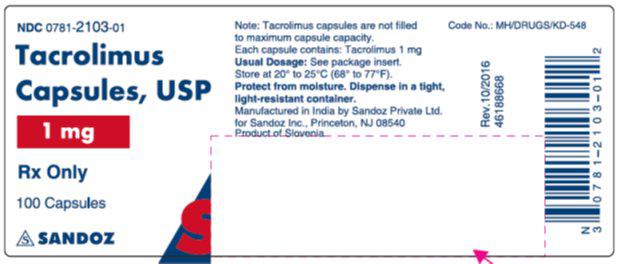 NDC 0781-2103-01
Tacrolimus
Capsules, USP
1 mg
Rx Only
100 Capsules
SANDOZ
Note: Tacrolimus capsules are not filled
to maximum capsule capacity.
Each capsule contains: Tacrolimus 1 mg
Usual Dosage: See package insert.
Store at 20° to 25°C (68° to 77°F).
Protect from moisture. Dispense in a tight,
light-resistant container.
Manufactured in India by Sandoz Private Ltd.
for Sandoz Inc., Princeton, NJ 08540
Product of Slovenia
Code No.: MH/DRUGS/KD-548
Rev.10/2016
46188668
N 3 0781-2103-01 2